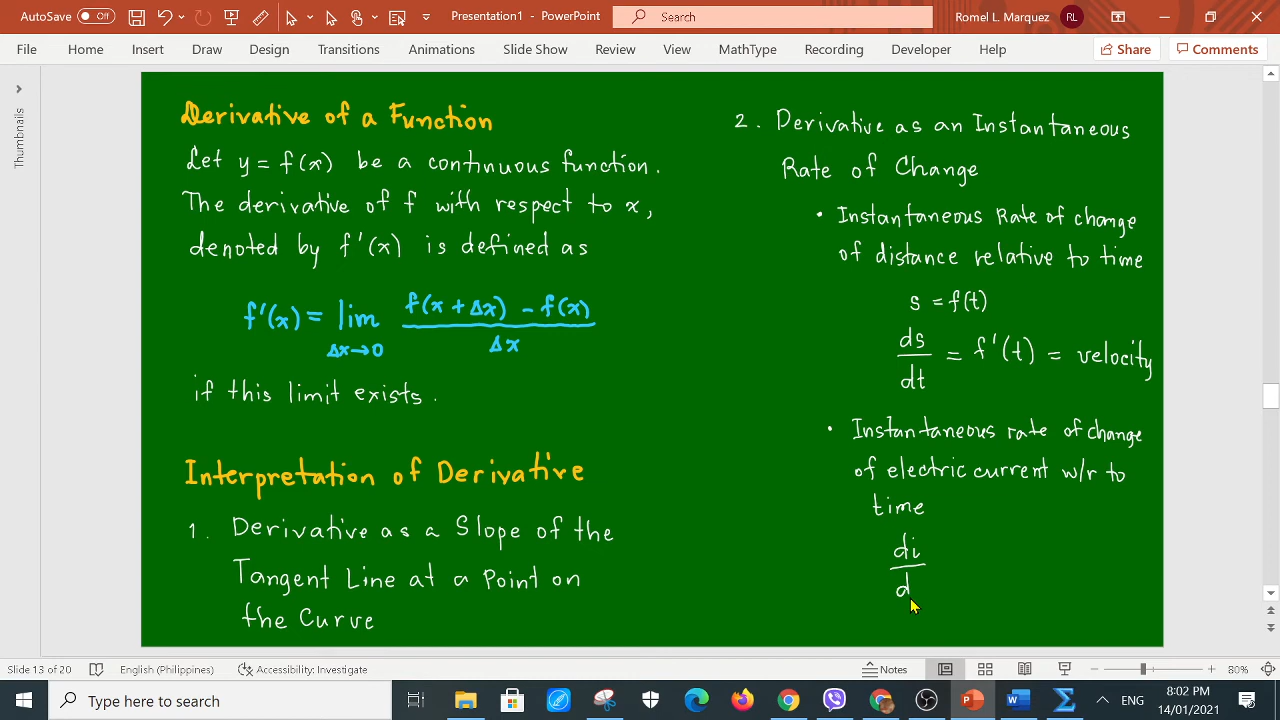 AutoSave Off
Presentation1 - PowerPoint
Search
Romel L. Marquez RL
File Home Insert Draw Design Transitions Animations Slide Show Review View MathType Recording Developer Help Share Comments
Thumbnails
Derivative of a Function
Let y = f(x) be a continuous function.
The derivative of f with respect to x,
denoted by f'(x) is defined as
f'(x) = lim f(x + Δx) - f(x)
Δx→0 Δx
if this limit exists.
Interpretation of Derivative
1. Derivative as a Slope of the
Tangent Line at a Point on
the Curve
2. Derivative as an Instantaneous
Rate of Change
• Instantaneous Rate of change
of distance relative to time
s = f(t)
ds
dt = f'(t) = velocity
• Instantaneous rate of change
of electric current w/r to
time
di
d
Slide 13 of 20 English (Philippines) Accessibility: Investigate Notes 80%
Type here to search
ENG
8:02 PM
14/01/2021